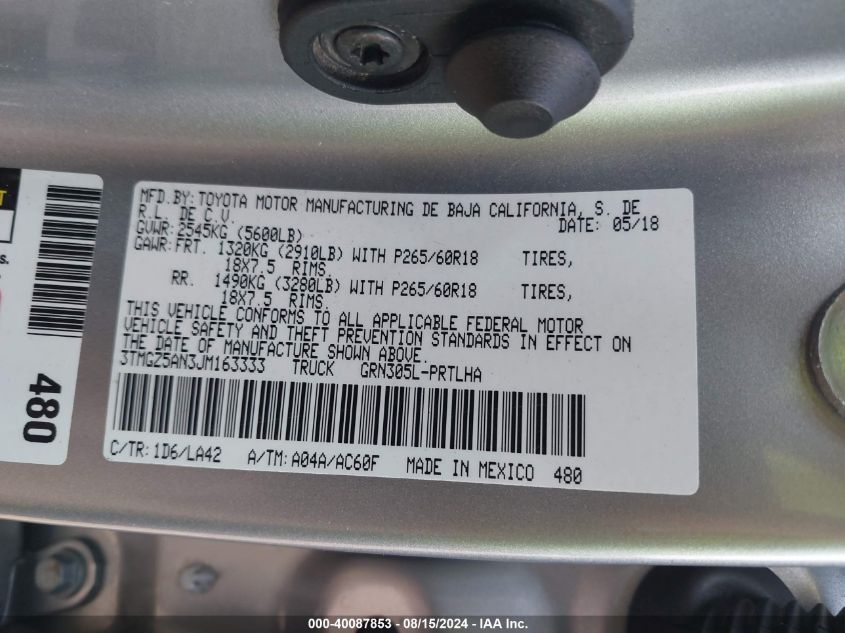 MFD.BY:TOYOTA MOTOR MANUFACTURING DE BAJA CALIFORNIA, S. DE
R.L. DE C.V. DATE: 05/18
GVWR:2545KG (5600LB)
GAWR:FRT. 1320KG (2910LB) WITH P265/60R18 TIRES,
18X7.5 RIMS.
RR. 1490KG (3280LB) WITH P265/60R18 TIRES,
18X7.5 RIMS.
THIS VEHICLE CONFORMS TO ALL APPLICABLE FEDERAL MOTOR
VEHICLE SAFETY AND THEFT PREVENTION STANDARDS IN EFFECT ON
THE DATE OF MANUFACTURE SHOWN ABOVE.
3TMGZ5AN3JM163333 TRUCK GRN305L-PRTLHA
C/TR:1D6/LA42 A/TM:A04A/AC60F MADE IN MEXICO 480
480
000-40087853 - 08/15/2024 - IAA Inc.